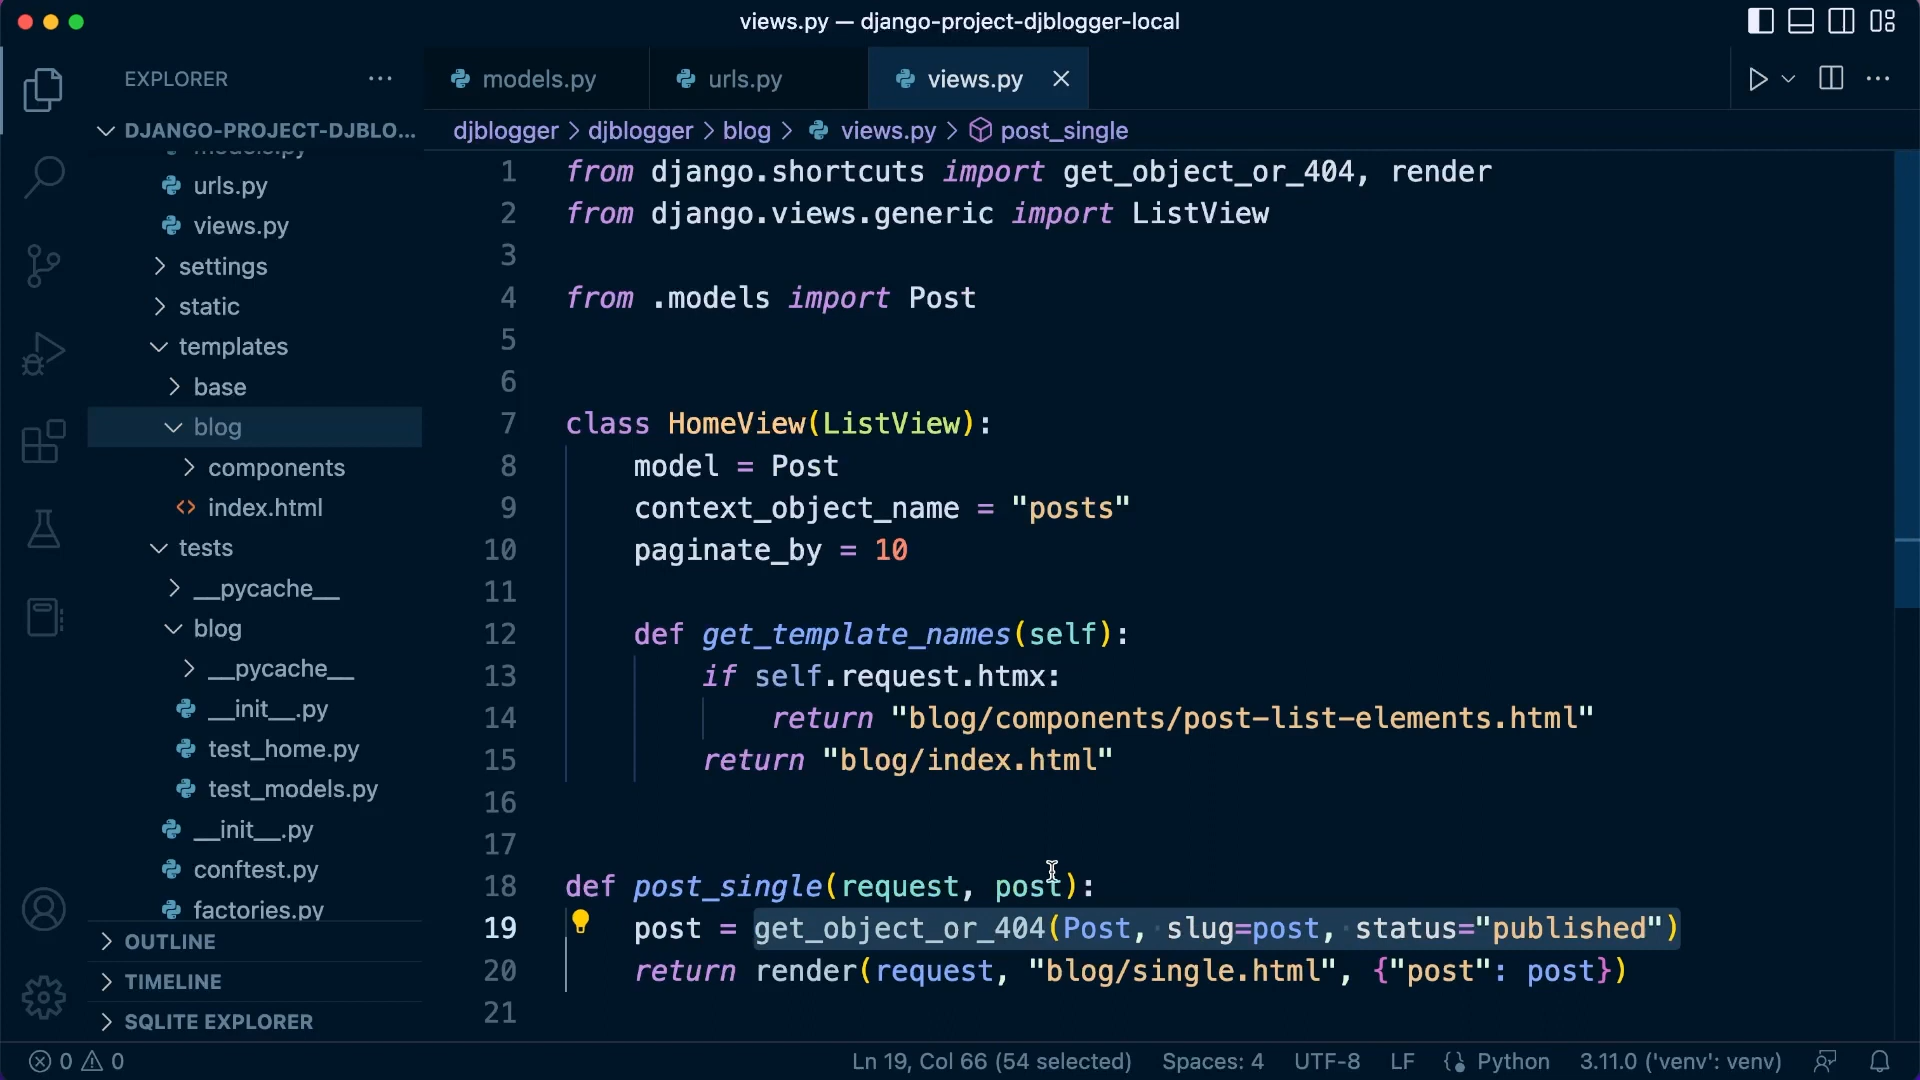 views.py — django-project-djblogger-local
EXPLORER
models.py
urls.py
views.py
DJANGO-PROJECT-DJBLO...
djblogger > djblogger > blog > views.py > post_single
models.py
urls.py
views.py
settings
static
templates
base
blog
components
index.html
tests
__pycache__
blog
__pycache__
__init__.py
test_home.py
test_models.py
__init__.py
conftest.py
factories.py
OUTLINE
TIMELINE
SQLITE EXPLORER
1 from django.shortcuts import get_object_or_404, render
2 from django.views.generic import ListView
3
4 from .models import Post
5
6
7 class HomeView(ListView):
8 model = Post
9 context_object_name = "posts"
10 paginate_by = 10
11
12 def get_template_names(self):
13 if self.request.htmx:
14 return "blog/components/post-list-elements.html"
15 return "blog/index.html"
16
17
18 def post_single(request, post):
19 post = get_object_or_404(Post, slug=post, status="published")
20 return render(request, "blog/single.html", {"post": post})
21
0 0 Ln 19, Col 66 (54 selected) Spaces: 4 UTF-8 LF Python 3.11.0 ('venv': venv)